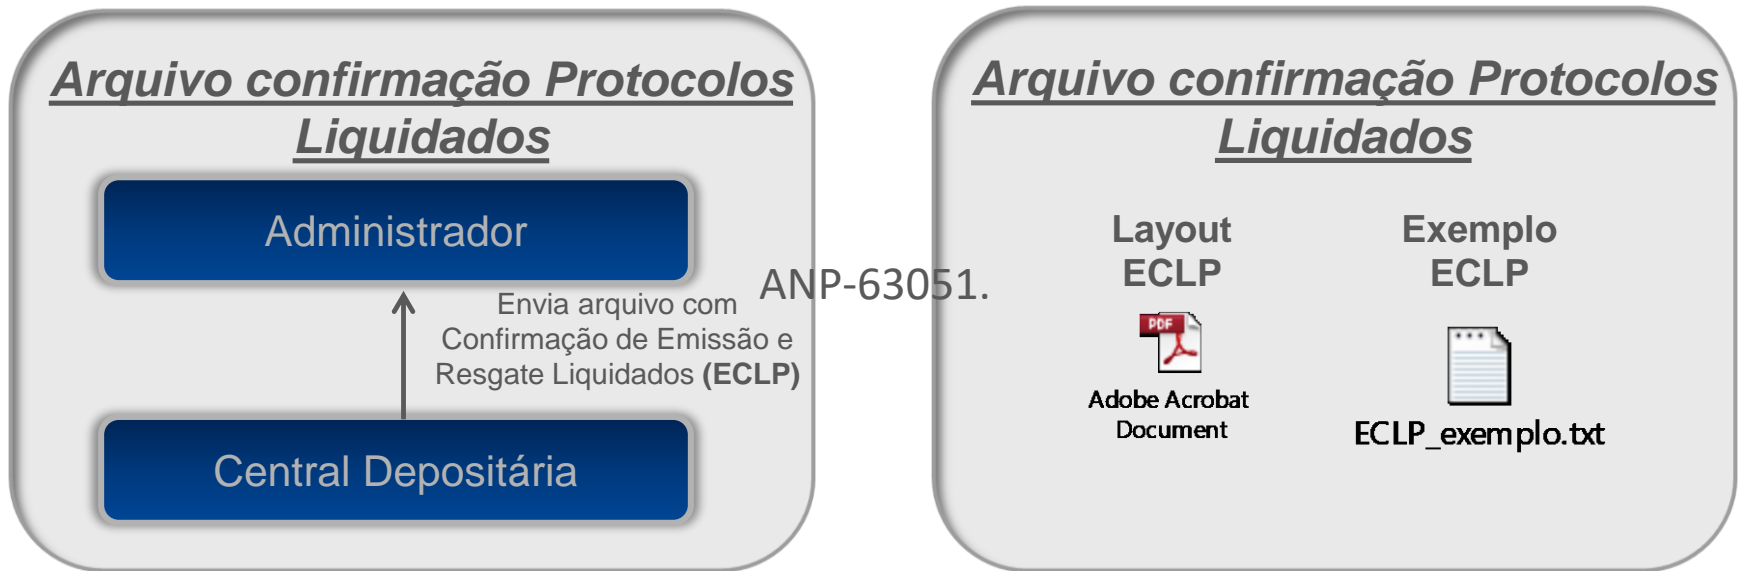 Arquivo confirmação Protocolos
Liquidados
Administrador
Envia arquivo com
Confirmação de Emissão e
Resgate Liquidados (ECLP)
Central Depositária
ANP-63051.
Arquivo confirmação Protocolos
Liquidados
Layout
ECLP
PDF
Adobe Acrobat
Document
Exemplo
ECLP
ECLP_exemplo.txt